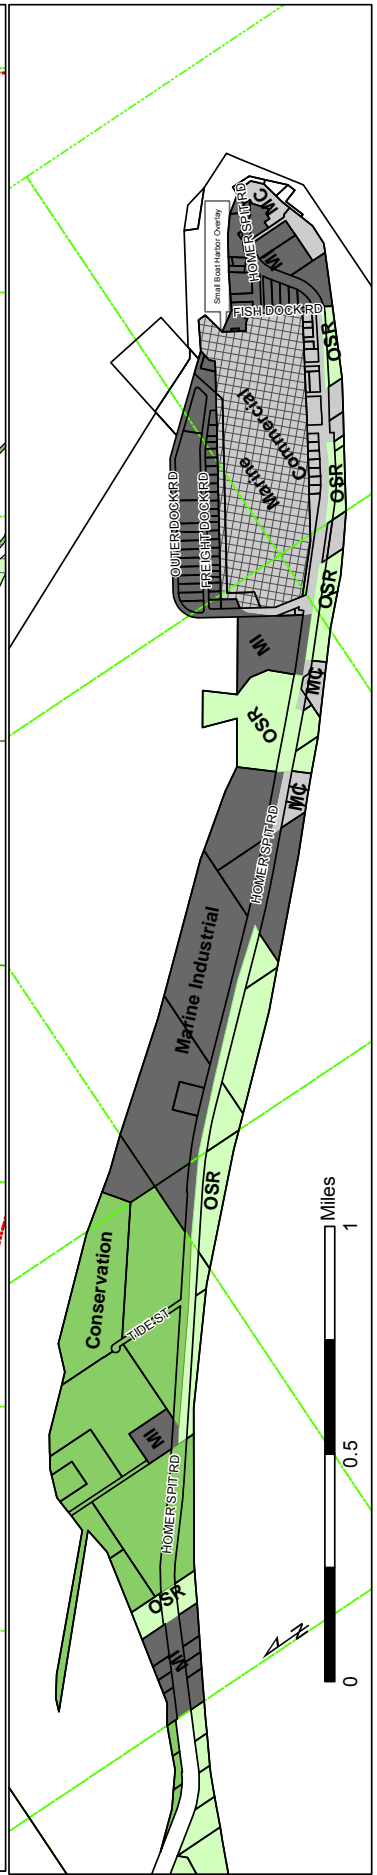 HOMER SPIT RD
MC
Small Boat Harbor Overlay
MI
FISH DOCK RD
OSR
Marine
Commercial
OUTER DOCK RD
FREIGHT DOCK RD
OSR
OSR
MI
MC
OSR
MC
HOMER SPIT RD
Marine Industrial
OSR
Miles
1
Conservation
TIDE ST
MI
0.5
HOMER SPIT RD
OSR
MI
N
0